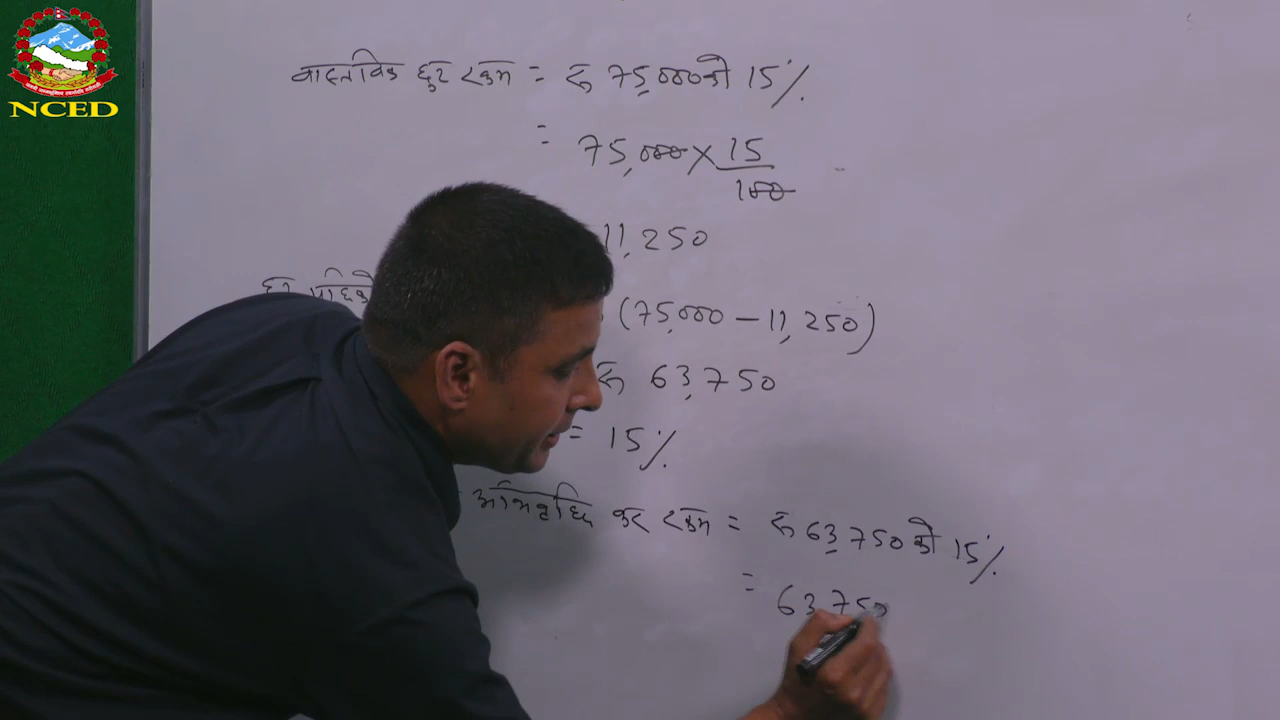 NCED
वास्तविक छुट रकम = रू 75,000को 15%
= 75,000 × 15/100
11,250
छुट पछिको
(75,000 − 11,250)
रू 63,750
= 15%
अभिबृद्धि कर रकम = रू 63,750को 15%
= 63,750